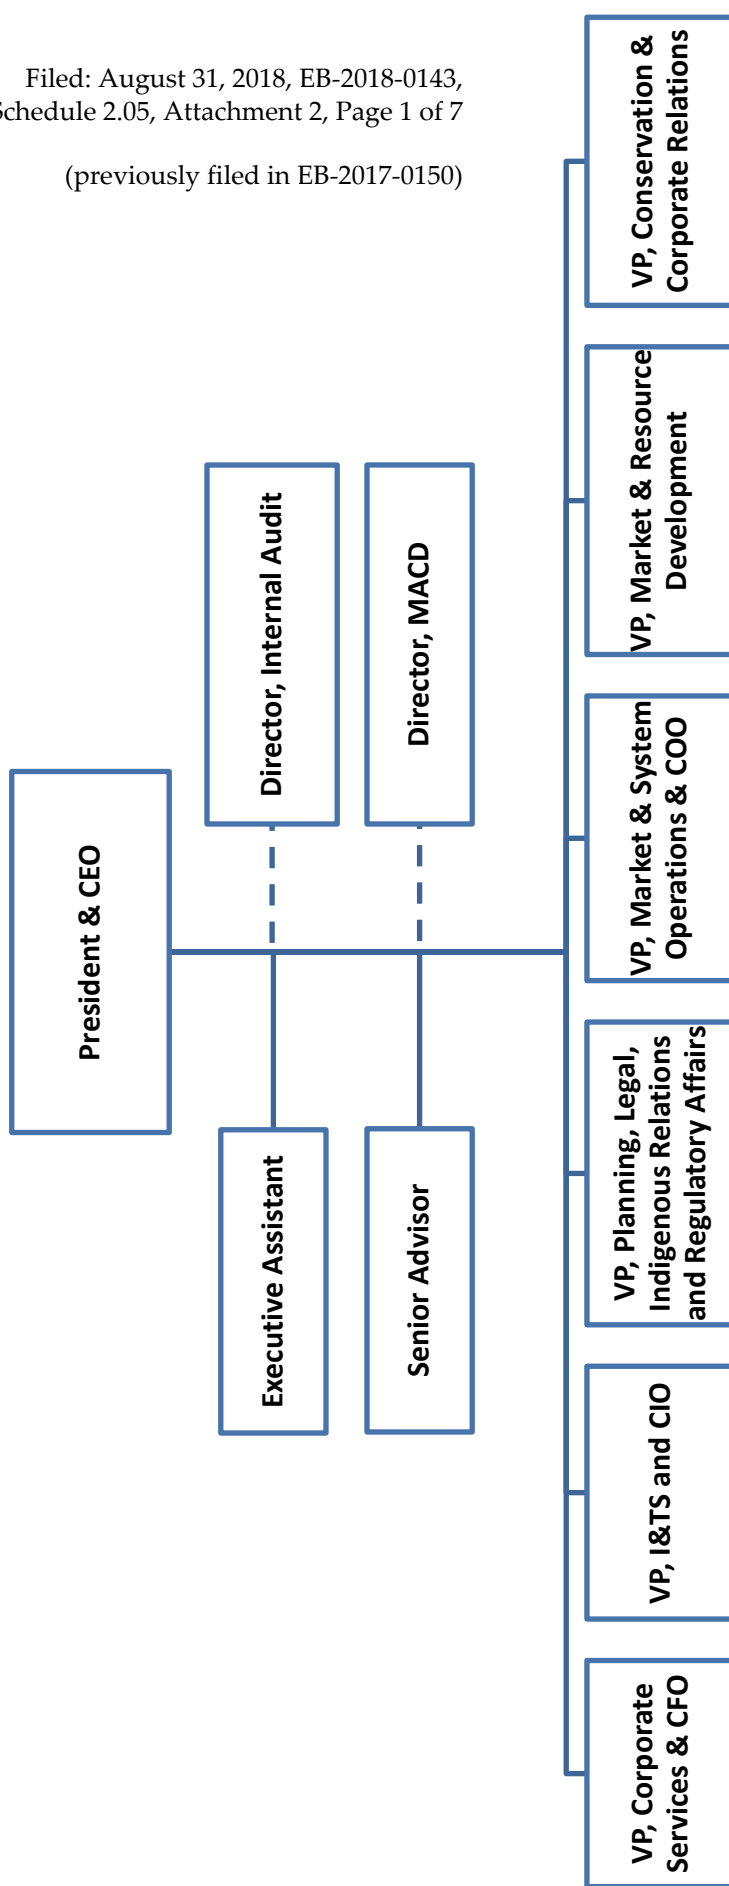 Filed: August 31, 2018, EB-2018-0143,
Schedule 2.05, Attachment 2, Page 1 of 7
(previously filed in EB-2017-0150)
President & CEO
Executive Assistant
Director, Internal Audit
Senior Advisor
Director, MACD
VP, Corporate
Services & CFO
VP, I&TS and CIO
VP, Planning, Legal,
Indigenous Relations
and Regulatory Affairs
VP, Market & System
Operations & COO
VP, Market & Resource
Development
VP, Conservation &
Corporate Relations